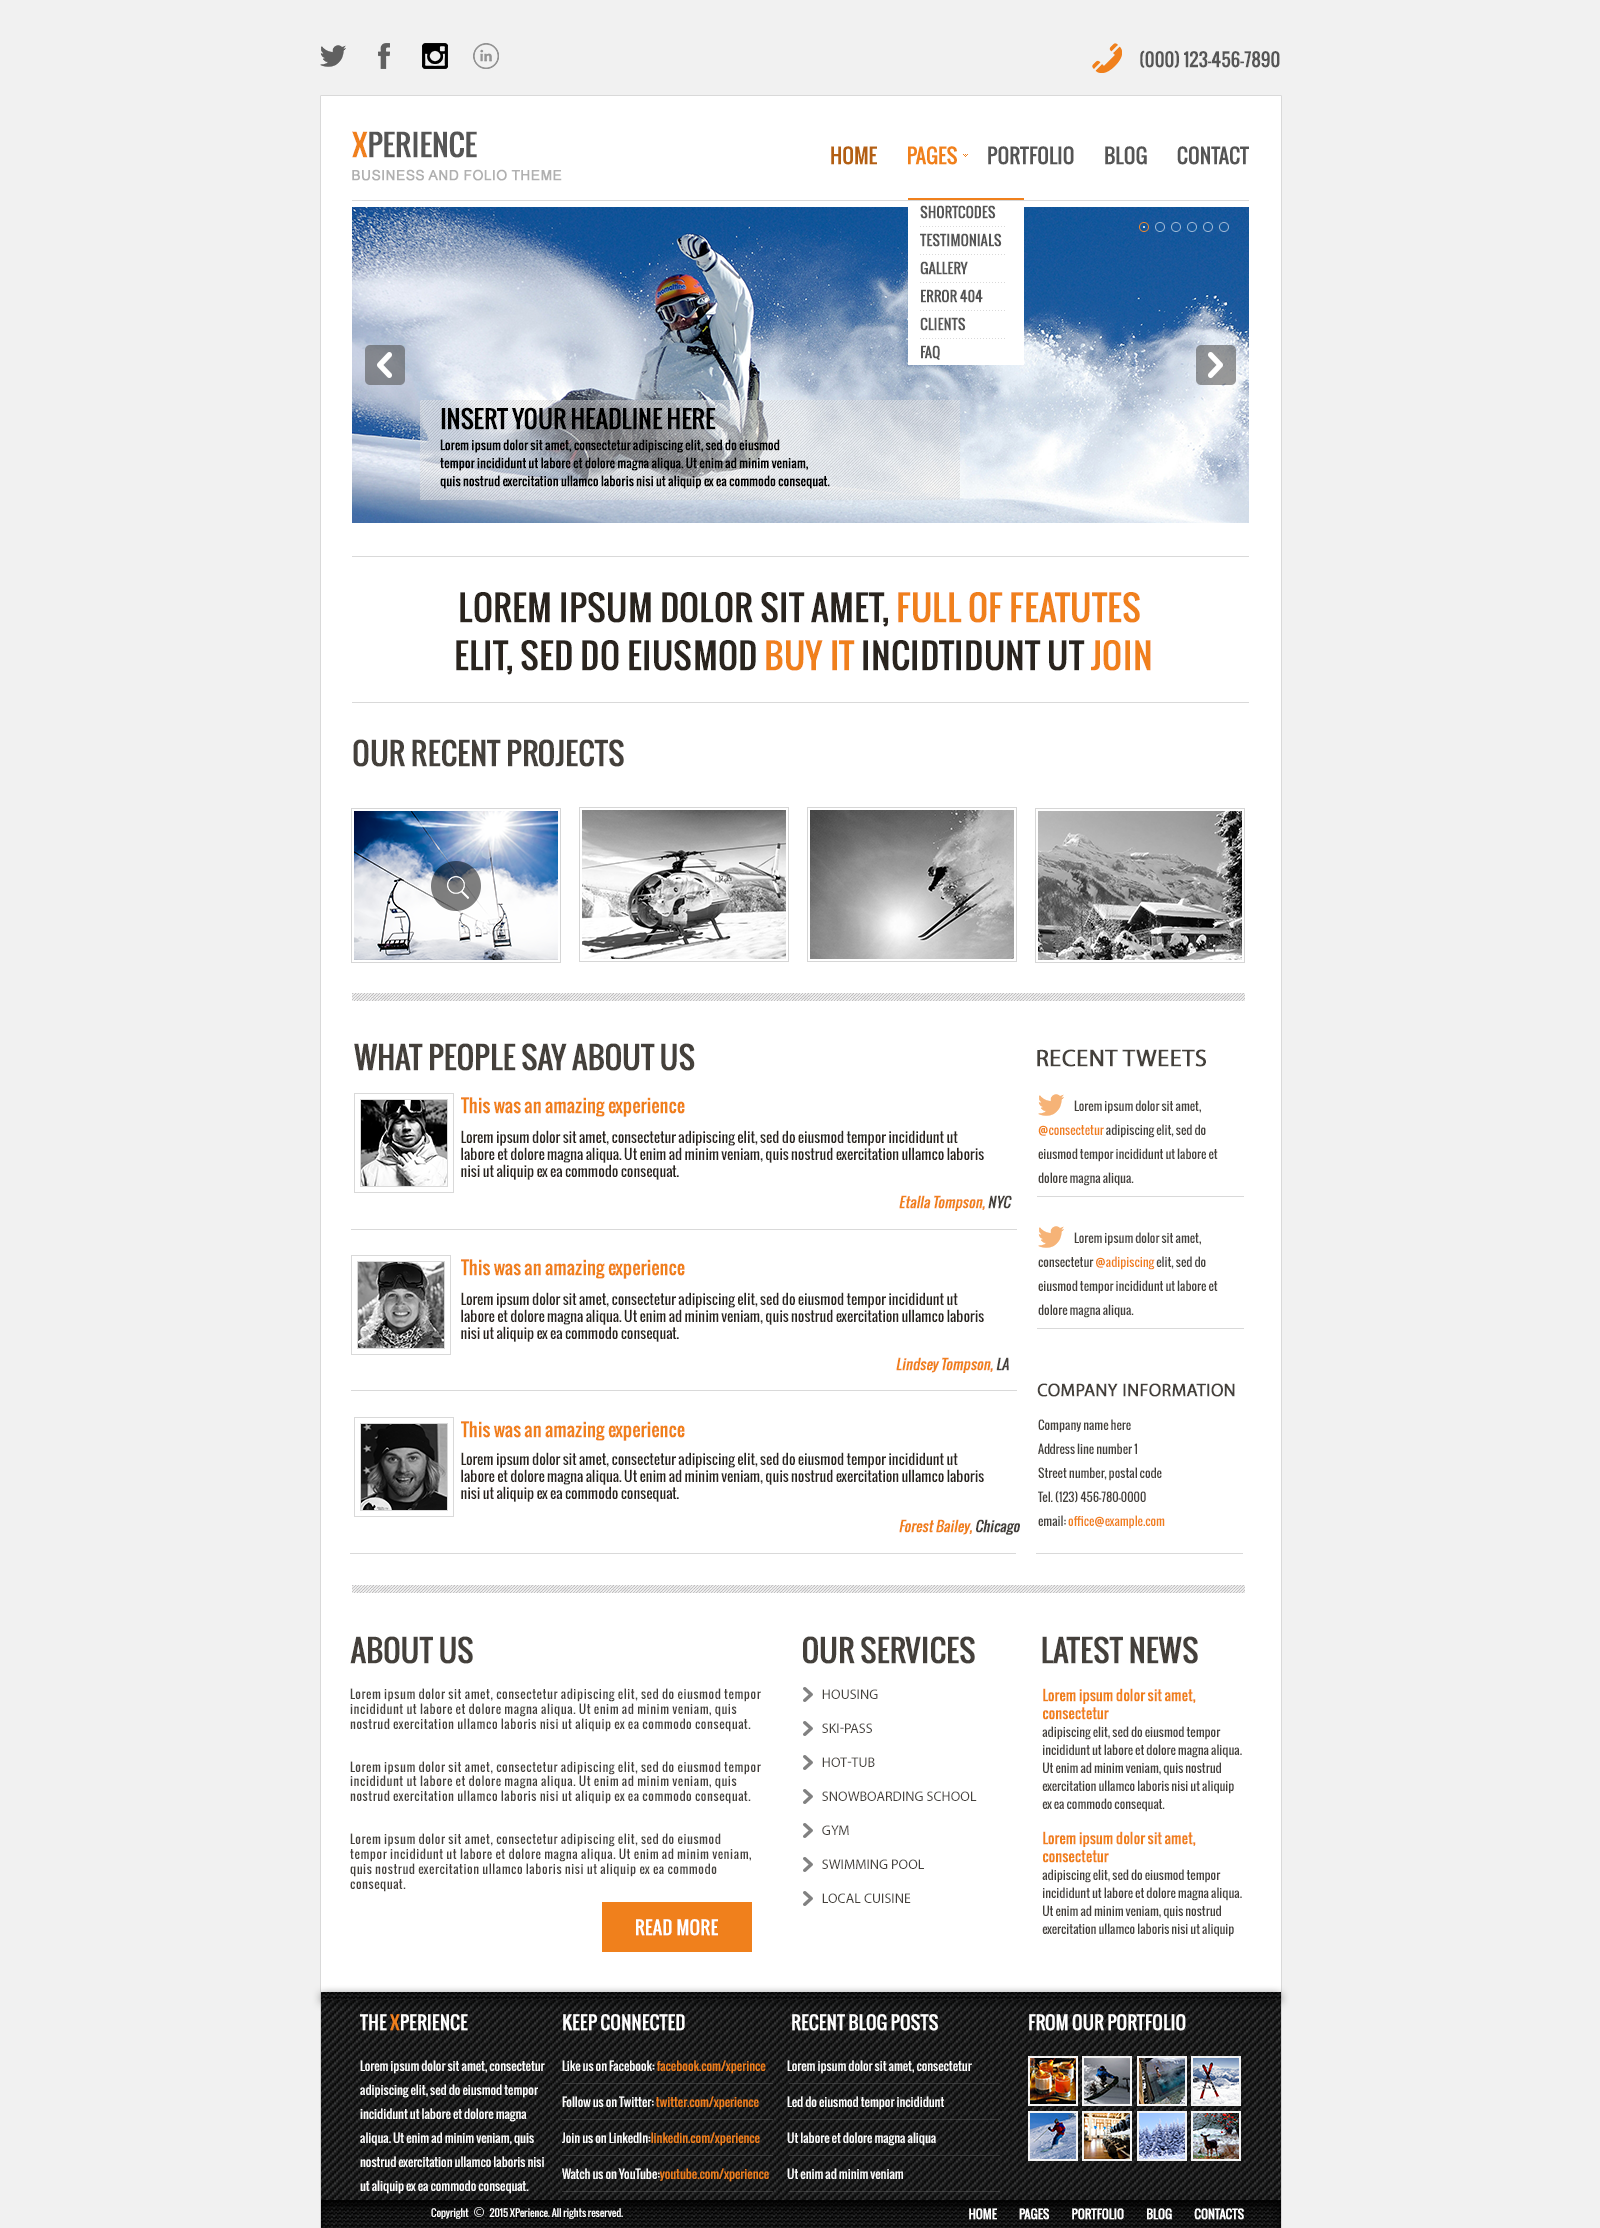 in
(000) 123-456-7890
XPERIENCE
BUSINESS AND FOLIO THEME
HOME PAGES PORTFOLIO BLOG CONTACT
SHORTCODES
TESTIMONIALS
GALLERY
ERROR 404
CLIENTS
FAQ
INSERT YOUR HEADLINE HERE
Lorem ipsum dolor sit amet, consectetur adipiscing elit, sed do eiusmod
tempor incididunt ut labore et dolore magna aliqua. Ut enim ad minim veniam,
quis nostrud exercitation ullamco laboris nisi ut aliquip ex ea commodo consequat.
LOREM IPSUM DOLOR SIT AMET, FULL OF FEATUTES
ELIT, SED DO EIUSMOD BUY IT INCIDTIDUNT UT JOIN
OUR RECENT PROJECTS
WHAT PEOPLE SAY ABOUT US
This was an amazing experience
Lorem ipsum dolor sit amet, consectetur adipiscing elit, sed do eiusmod tempor incididunt ut
labore et dolore magna aliqua. Ut enim ad minim veniam, quis nostrud exercitation ullamco laboris
nisi ut aliquip ex ea commodo consequat.
Etalla Tompson, NYC
This was an amazing experience
Lorem ipsum dolor sit amet, consectetur adipiscing elit, sed do eiusmod tempor incididunt ut
labore et dolore magna aliqua. Ut enim ad minim veniam, quis nostrud exercitation ullamco laboris
nisi ut aliquip ex ea commodo consequat.
Lindsey Tompson, LA
This was an amazing experience
Lorem ipsum dolor sit amet, consectetur adipiscing elit, sed do eiusmod tempor incididunt ut
labore et dolore magna aliqua. Ut enim ad minim veniam, quis nostrud exercitation ullamco laboris
nisi ut aliquip ex ea commodo consequat.
Forest Bailey, Chicago
RECENT TWEETS
Lorem ipsum dolor sit amet,
@consectetur adipiscing elit, sed do
eiusmod tempor incididunt ut labore et
dolore magna aliqua.
Lorem ipsum dolor sit amet,
consectetur @adipiscing elit, sed do
eiusmod tempor incididunt ut labore et
dolore magna aliqua.
COMPANY INFORMATION
Company name here
Address line number 1
Street number, postal code
Tel. (123) 456-780-0000
email: office@example.com
ABOUT US
Lorem ipsum dolor sit amet, consectetur adipiscing elit, sed do eiusmod tempor
incididunt ut labore et dolore magna aliqua. Ut enim ad minim veniam, quis
nostrud exercitation ullamco laboris nisi ut aliquip ex ea commodo consequat.
Lorem ipsum dolor sit amet, consectetur adipiscing elit, sed do eiusmod tempor
incididunt ut labore et dolore magna aliqua. Ut enim ad minim veniam, quis
nostrud exercitation ullamco laboris nisi ut aliquip ex ea commodo consequat.
Lorem ipsum dolor sit amet, consectetur adipiscing elit, sed do eiusmod
tempor incididunt ut labore et dolore magna aliqua. Ut enim ad minim veniam,
quis nostrud exercitation ullamco laboris nisi ut aliquip ex ea commodo
consequat.
READ MORE
OUR SERVICES
HOUSING
SKI-PASS
HOT-TUB
SNOWBOARDING SCHOOL
GYM
SWIMMING POOL
LOCAL CUISINE
LATEST NEWS
Lorem ipsum dolor sit amet,
consectetur
adipiscing elit, sed do eiusmod tempor
incididunt ut labore et dolore magna aliqua.
Ut enim ad minim veniam, quis nostrud
exercitation ullamco laboris nisi ut aliquip
ex ea commodo consequat.
Lorem ipsum dolor sit amet,
consectetur
adipiscing elit, sed do eiusmod tempor
incididunt ut labore et dolore magna aliqua.
Ut enim ad minim veniam, quis nostrud
exercitation ullamco laboris nisi ut aliquip
THE XPERIENCE
Lorem ipsum dolor sit amet, consectetur
adipiscing elit, sed do eiusmod tempor
incididunt ut labore et dolore magna
aliqua. Ut enim ad minim veniam, quis
nostrud exercitation ullamco laboris nisi
ut aliquip ex ea commodo consequat.
KEEP CONNECTED
Like us on Facebook: facebook.com/xperince
Follow us on Twitter: twitter.com/xperience
Join us on LinkedIn:linkedin.com/xperience
Watch us on YouTube:youtube.com/xperience
RECENT BLOG POSTS
Lorem ipsum dolor sit amet, consectetur
Led do eiusmod tempor incididunt
Ut labore et dolore magna aliqua
Ut enim ad minim veniam
FROM OUR PORTFOLIO
Copyright © 2015 XPerience. All rights reserved.
HOME PAGES PORTFOLIO BLOG CONTACTS